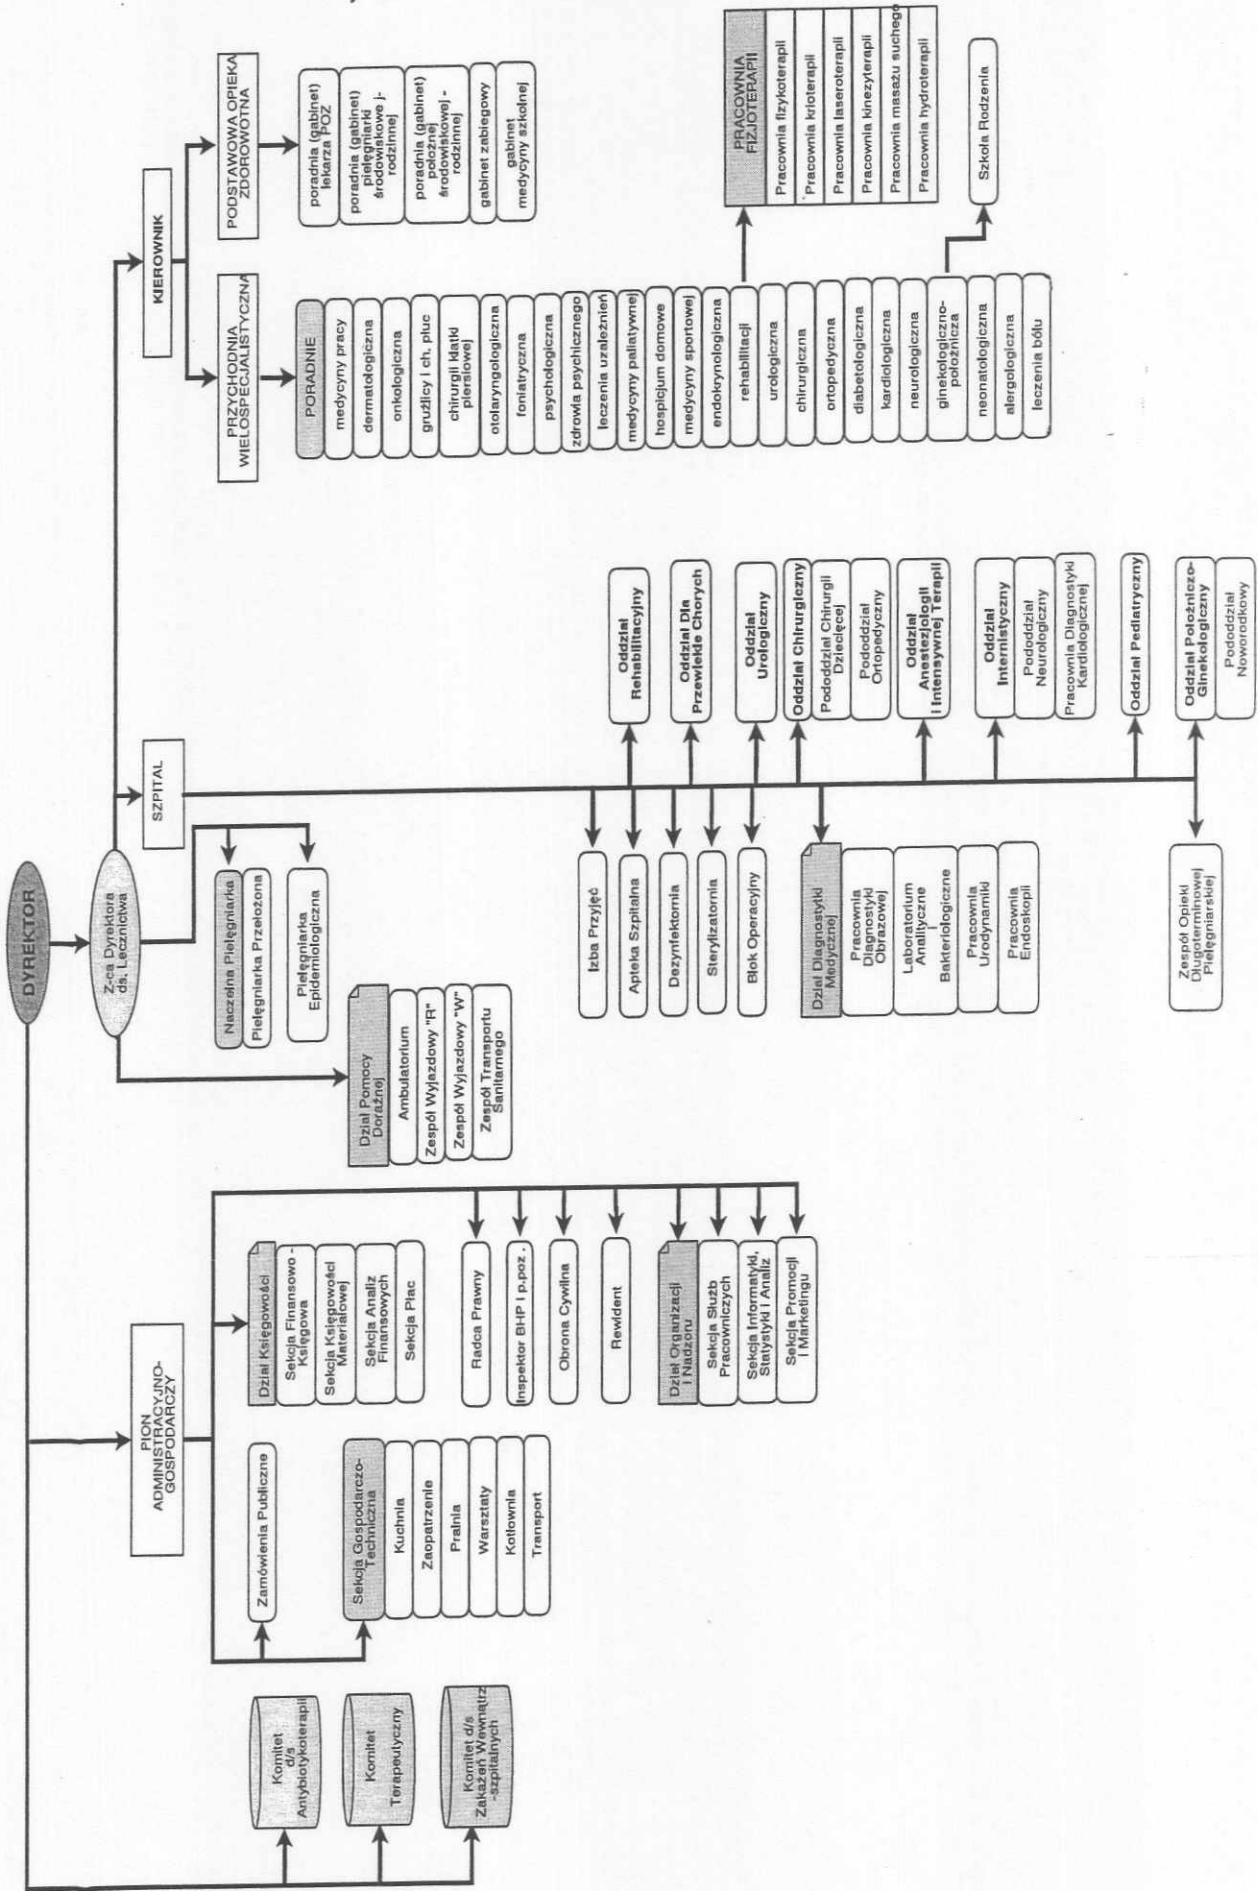 DYREKTOR
Z-ca Dyrektora
ds. Lecznictwa
Komitet
d/s
Antybiotykoterapii
Komitet
Terapeutyczny
Komitet d/s
Zakażeń Wewnątrz
-szpitalnych
PION
ADMINISTRACYJNO-
GOSPODARCZY
Zamówienia Publiczne
Sekcja Gospodarczo-
Techniczna
Kuchnia
Zaopatrzenie
Pralnia
Warsztaty
Kotłownia
Transport
Dział Księgowości
Sekcja Finansowo -
Księgowa
Sekcja Księgowości
Materiałowej
Sekcja Analiz
Finansowych
Sekcja Płac
Radca Prawny
Inspektor BHP i p.poż.
Obrona Cywilna
Rewident
Dział Organizacji
i Nadzoru
Sekcja Służb
Pracowniczych
Sekcja Informatyki,
Statystyki i Analiz
Sekcja Promocji
i Marketingu
Dział Pomocy
Doraźnej
Ambulatorium
Zespół Wyjazdowy "R"
Zespół Wyjazdowy "W"
Zespół Transportu
Sanitarnego
Naczelna Pielęgniarka
Pielęgniarka Przełożona
Pielęgniarka
Epidemiologiczna
SZPITAL
Izba Przyjęć
Apteka Szpitalna
Dezynfektornia
Sterylizatornia
Blok Operacyjny
Dział Diagnostyki
Medycznej
Pracownia
Diagnostyki
Obrazowej
Laboratorium
Analityczne
i
Bakteriologiczne
Pracownia
Urodynamiki
Pracownia
Endoskopii
Zespół Opieki
Długoterminowej
Pielęgniarskiej
Oddział
Rehabilitacyjny
Oddział Dla
Przewlekle Chorych
Oddział
Urologiczny
Oddział Chirurgiczny
Pododdział Chirurgii
Dziecięcej
Pododdział
Ortopedyczny
Oddział
Anestezjologii
i Intensywnej Terapii
Oddział
Internistyczny
Pododdział
Neurologiczny
Pracownia Diagnostyki
Kardiologicznej
Oddział Pediatryczny
Oddział Położniczo-
Ginekologiczny
Pododdział
Noworodkowy
KIEROWNIK
PRZYCHODNIA
WIELOSPECJALISTYCZNA
PORADNIE
medycyny pracy
dermatologiczna
onkologiczna
gruźlicy i ch. płuc
chirurgii klatki
piersiowej
otolaryngologiczna
foniatryczna
psychologiczna
zdrowia psychicznego
leczenia uzależnień
medycyny paliatywnej
hospicjum domowe
medycyny sportowej
endokrynologiczna
rehabilitacji
urologiczna
chirurgiczna
ortopedyczna
diabetologiczna
kardiologiczna
neurologiczna
ginekologiczno-
położnicza
neonatologiczna
alergologiczna
leczenia bólu
PODSTAWOWA OPIEKA
ZDOROWOTNA
poradnia (gabinet)
lekarza POZ
poradnia (gabinet)
pielęgniarki
środowiskowe j-
rodzinnej
poradnia (gabinet)
położnej
środowiskowej -
rodzinnej
gabinet zabiegowy
gabinet
medycyny szkolnej
PRACOWNIA
FIZJOTERAPII
Pracownia fizykoterapii
Pracownia krioterapii
Pracownia laseroterapii
Pracownia kinezyterapii
Pracownia masażu suchego
Pracownia hydroterapii
Szkoła Rodzenia